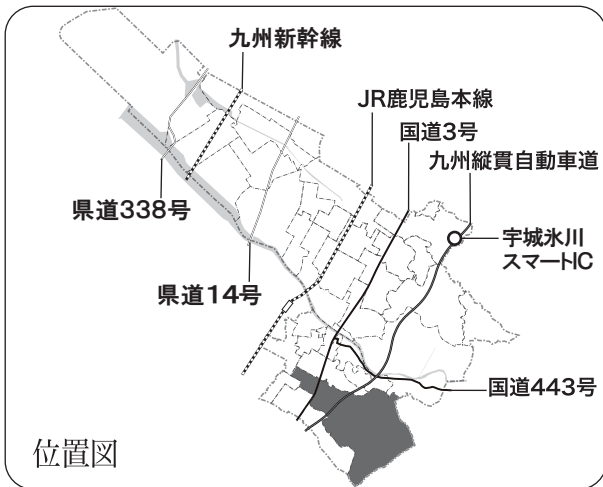 九州新幹線
JR鹿児島本線
国道3号
九州縦貫自動車道
県道338号
宇城氷川
スマートIC
県道14号
国道443号
位置図